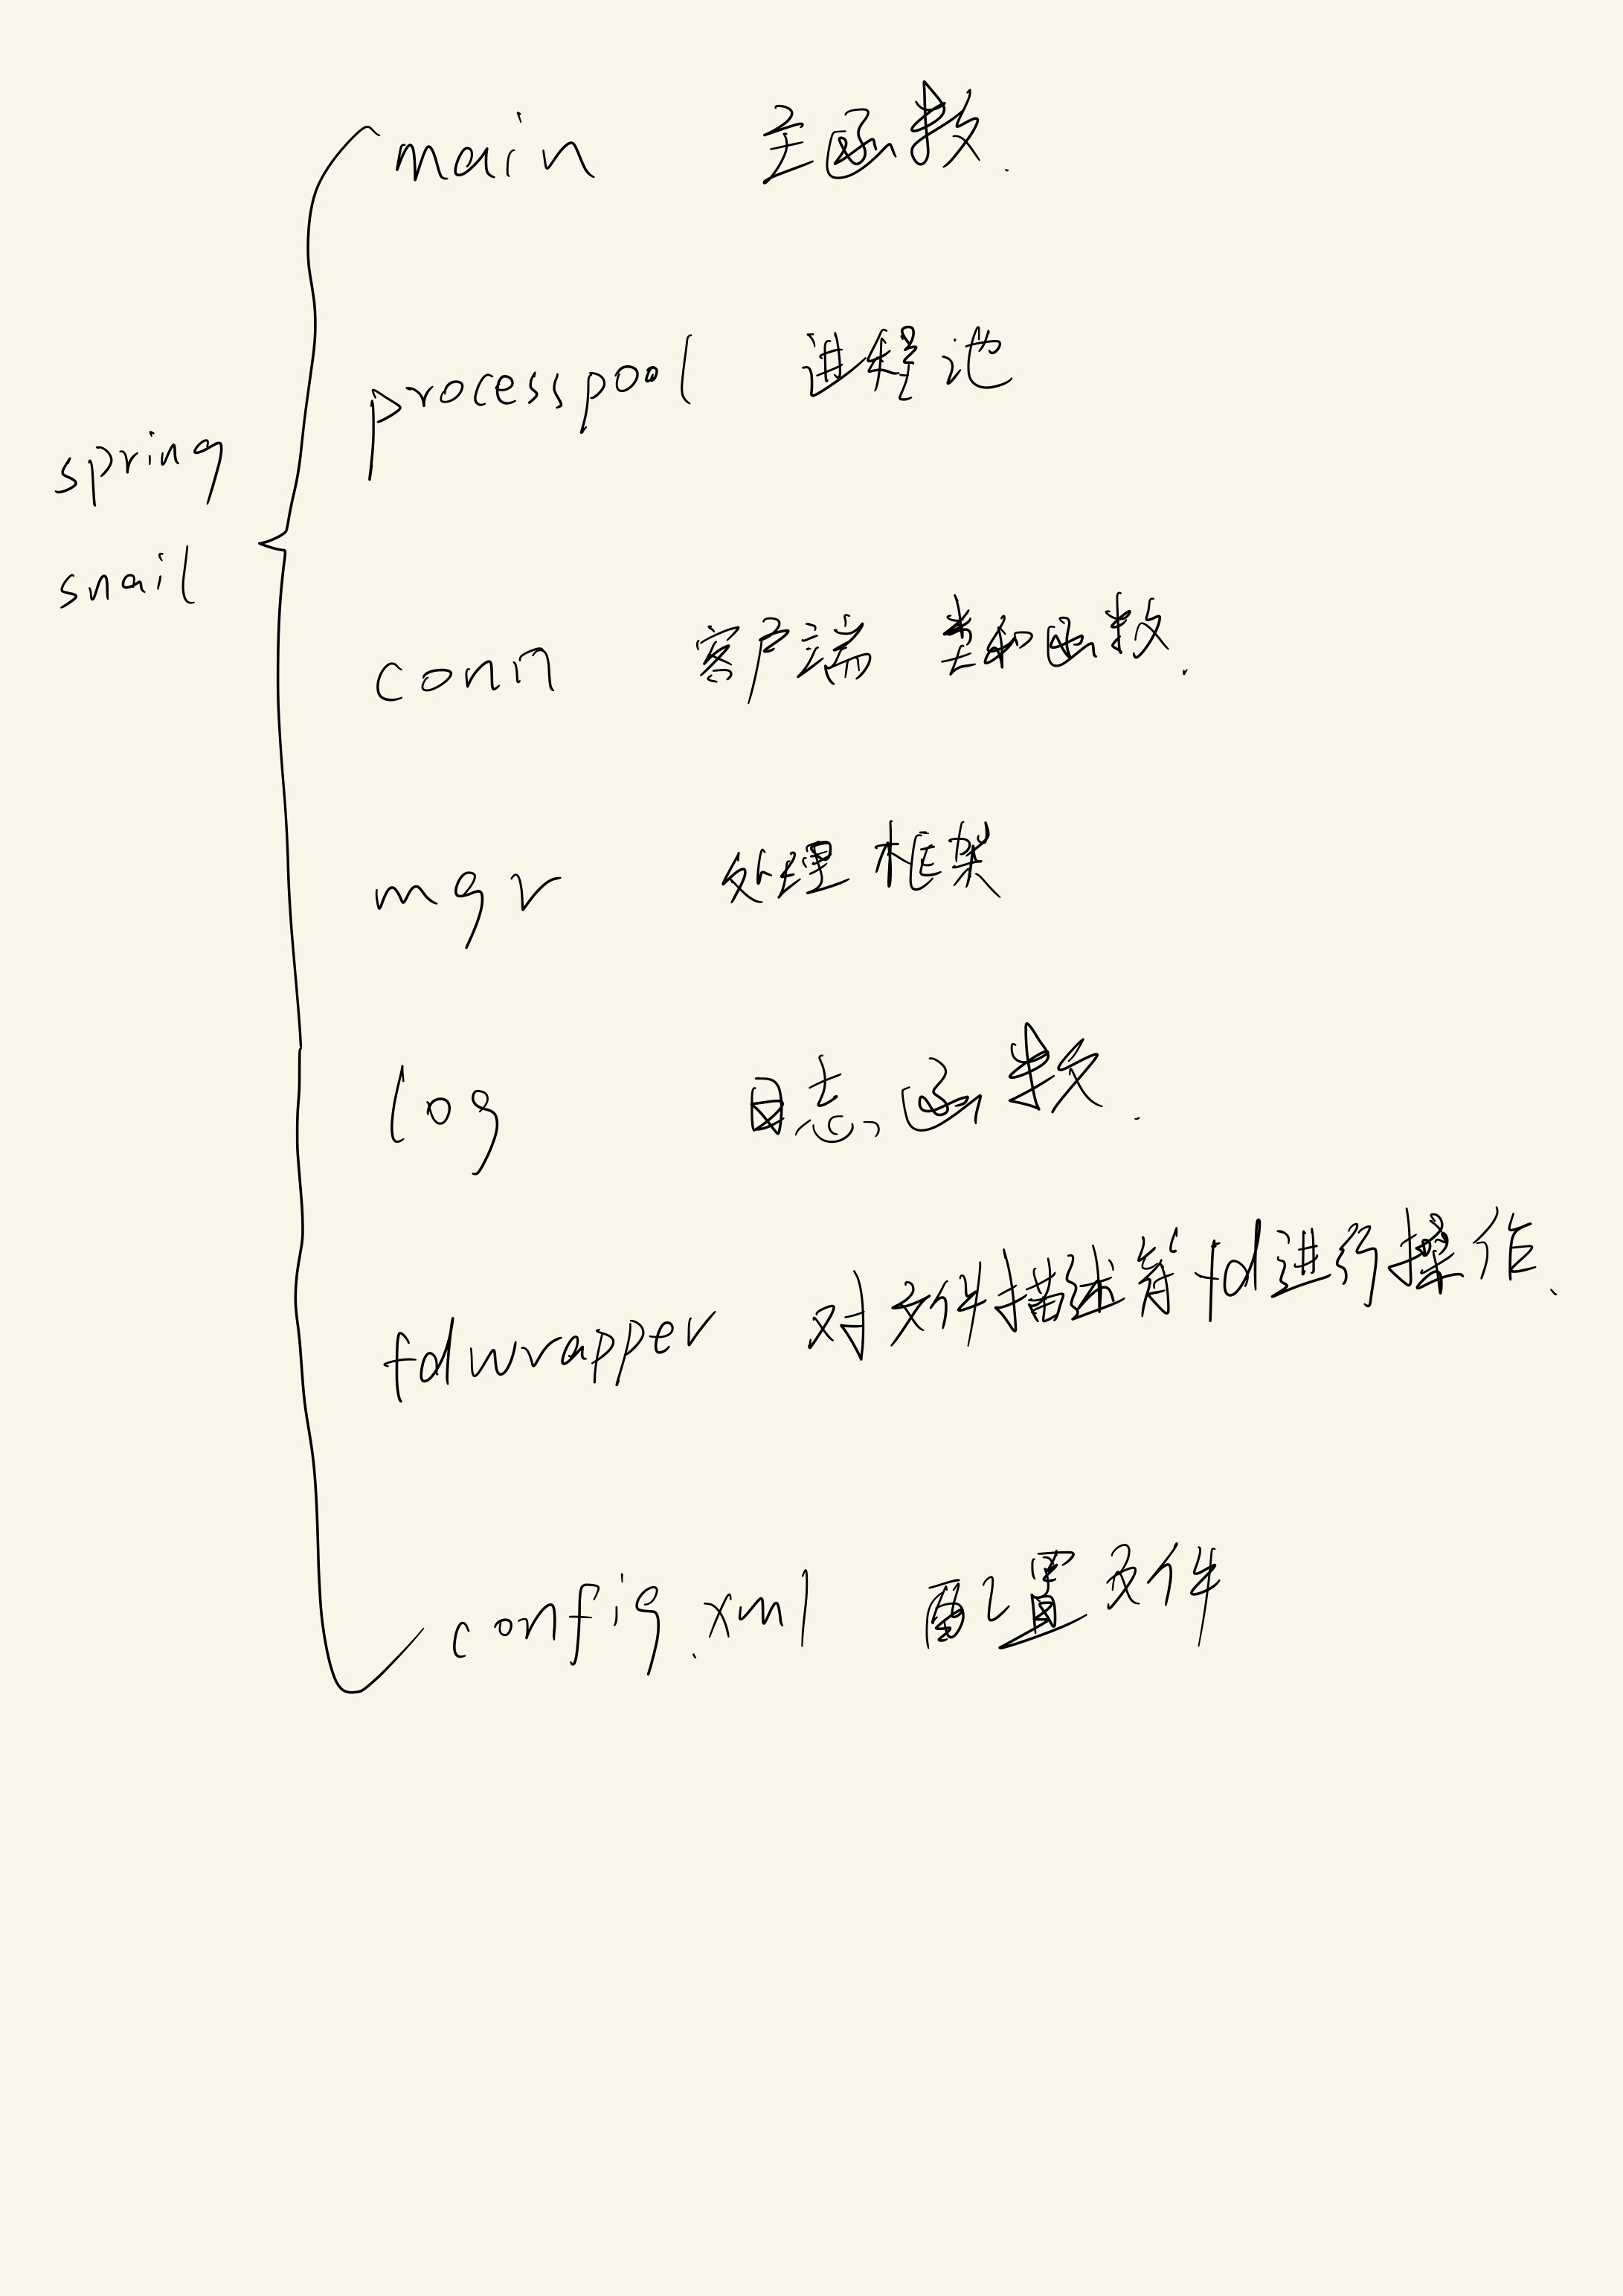 main 主函数.
processpool 进程池
spring
snail
conn 客户端 类和函数.
mgr 处理框架
log 日志函数.
fdwrapper 对文件描述符fd进行操作.
config.xml 配置文件